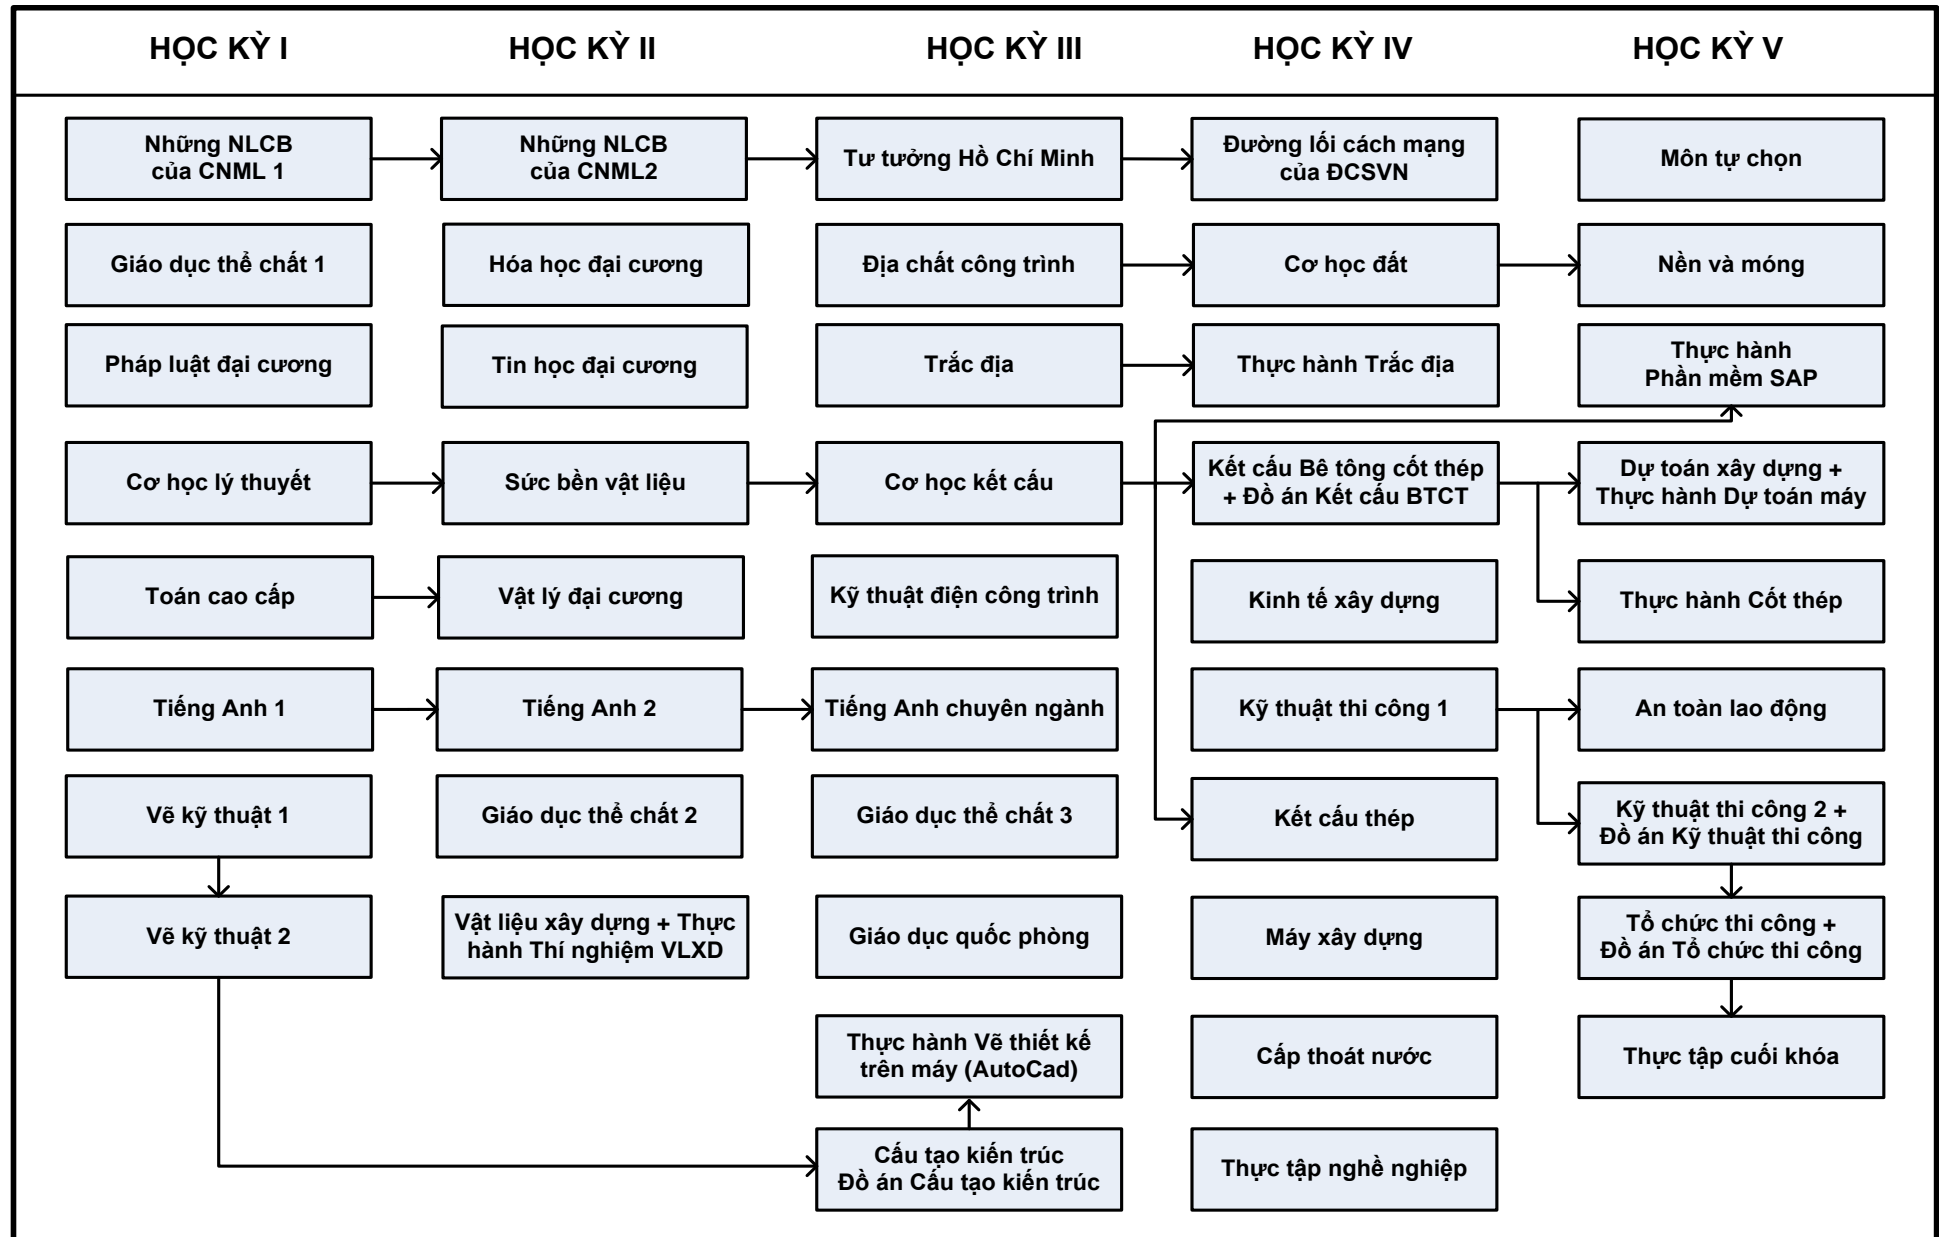 HỌC KỲ I
HỌC KỲ II
HỌC KỲ III
HỌC KỲ IV
HỌC KỲ V
Những NLCB
của CNML 1
Những NLCB
của CNML2
Tư tưởng Hồ Chí Minh
Đường lối cách mạng
của ĐCSVN
Môn tự chọn
Giáo dục thể chất 1
Hóa học đại cương
Địa chất công trình
Cơ học đất
Nền và móng
Pháp luật đại cương
Tin học đại cương
Trắc địa
Thực hành Trắc địa
Thực hành
Phần mềm SAP
Cơ học lý thuyết
Sức bền vật liệu
Cơ học kết cấu
Kết cấu Bê tông cốt thép
+ Đồ án Kết cấu BTCT
Dự toán xây dựng +
Thực hành Dự toán máy
Toán cao cấp
Vật lý đại cương
Kỹ thuật điện công trình
Kinh tế xây dựng
Thực hành Cốt thép
Tiếng Anh 1
Tiếng Anh 2
Tiếng Anh chuyên ngành
Kỹ thuật thi công 1
An toàn lao động
Vẽ kỹ thuật 1
Giáo dục thể chất 2
Giáo dục thể chất 3
Kết cấu thép
Kỹ thuật thi công 2 +
Đồ án Kỹ thuật thi công
Vẽ kỹ thuật 2
Vật liệu xây dựng + Thực
hành Thí nghiệm VLXD
Giáo dục quốc phòng
Máy xây dựng
Tổ chức thi công +
Đồ án Tổ chức thi công
Thực hành Vẽ thiết kế
trên máy (AutoCad)
Cấp thoát nước
Thực tập cuối khóa
Cấu tạo kiến trúc
Đồ án Cấu tạo kiến trúc
Thực tập nghề nghiệp